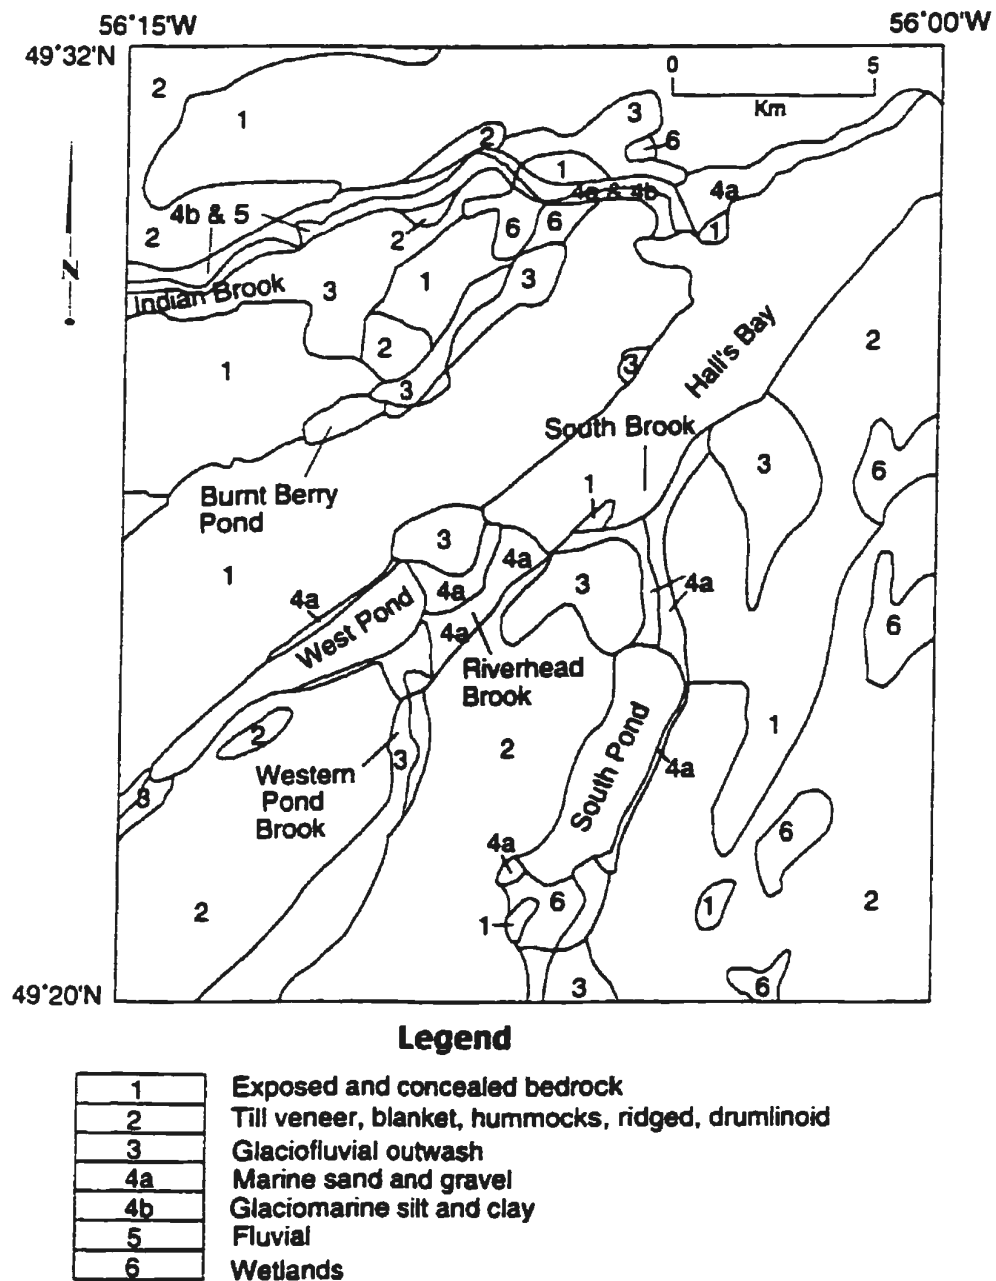 56°15'W
56°00'W
49°32'N
0 5
Km
2
3
1
2
6
1
4a & 4b
4a
4b & 5
2
2
6
6
1
N
Indian Brook
3
1
3
2
2
1
3
3
Hall's Bay
South Brook
3
6
Burnt Berry
Pond
1
3
4a
1
3
4a
4a
4a
West Pond
4a
6
Riverhead
Brook
2
3
2
1
South Pond
4a
Western
Pond
Brook
3
6
4a
2
6
1
1
2
3
6
49°20'N
Legend
1 Exposed and concealed bedrock
2 Till veneer, blanket, hummocks, ridged, drumlinoid
3 Glaciofluvial outwash
4a Marine sand and gravel
4b Glaciomarine silt and clay
5 Fluvial
6 Wetlands